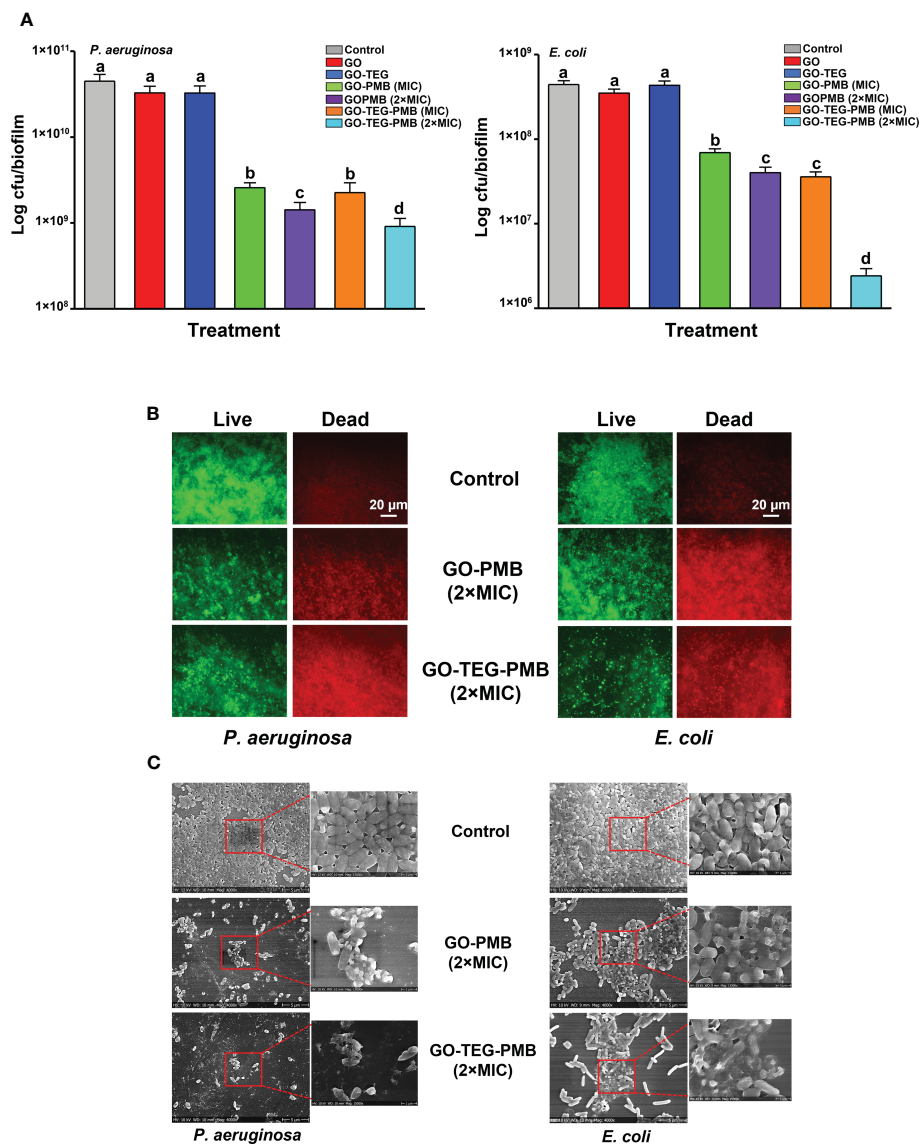 A
P. aeruginosa
1×10¹¹
1×10¹⁰
1×10⁹
1×10⁸
Log cfu/biofilm
a
a
a
b
c
b
d
Control
GO
GO-TEG
GO-PMB (MIC)
GOPMB (2×MIC)
GO-TEG-PMB (MIC)
GO-TEG-PMB (2×MIC)
Treatment
E. coli
1×10⁹
1×10⁸
1×10⁷
1×10⁶
Log cfu/biofilm
a
a
a
b
c
c
d
Control
GO
GO-TEG
GO-PMB (MIC)
GOPMB (2×MIC)
GO-TEG-PMB (MIC)
GO-TEG-PMB (2×MIC)
Treatment
B
Live
Dead
Live
Dead
20 µm
Control
20 µm
GO-PMB
(2×MIC)
GO-TEG-PMB
(2×MIC)
P. aeruginosa
E. coli
C
Control
GO-PMB
(2×MIC)
GO-TEG-PMB
(2×MIC)
P. aeruginosa
E. coli